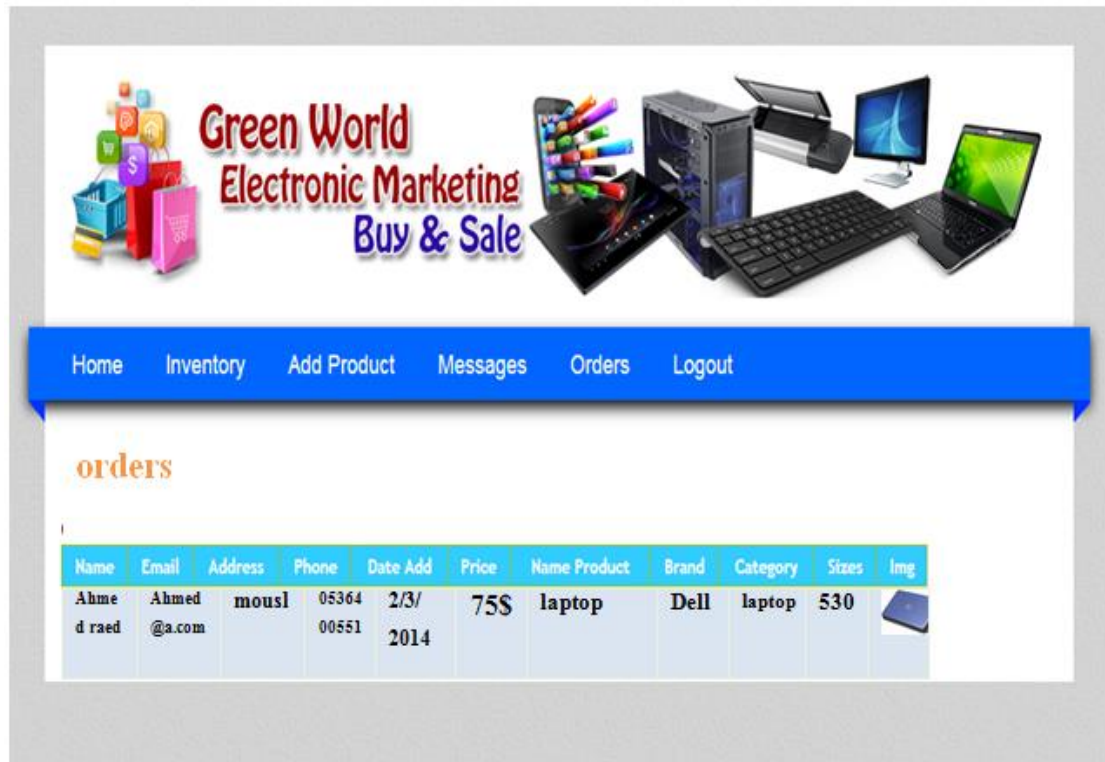 Green World
Electronic Marketing
Buy & Sale
Home Inventory Add Product Messages Orders Logout
orders
Name Email Address Phone Date Add Price Name Product Brand Category Sizes Img
Ahme Ahmed mousl 05364 2/3/ 75$ laptop Dell laptop 530
d raed @a.com 00551 2014